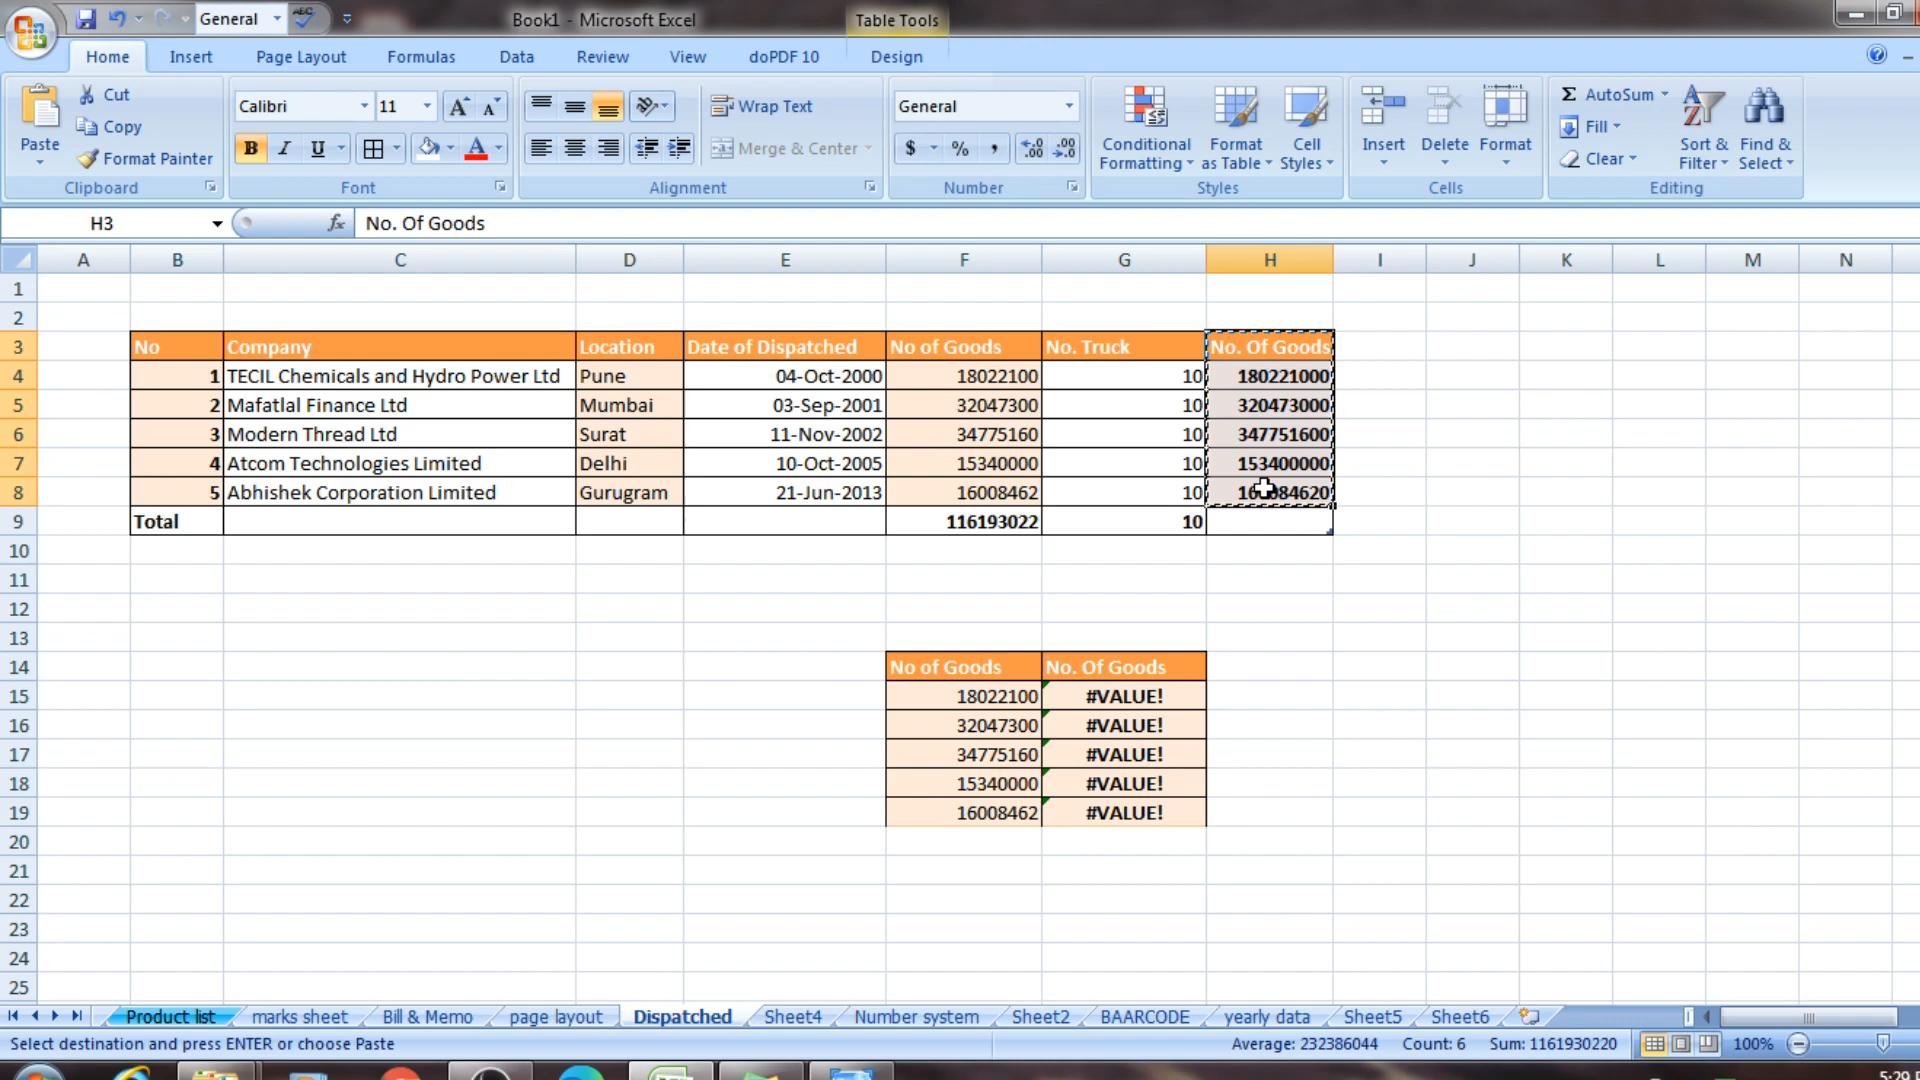 General
Book1 - Microsoft Excel
Table Tools
Home Insert Page Layout Formulas Data Review View doPDF 10 Design
Paste
Cut
Copy
Format Painter
Clipboard
Calibri 11
B I U
Font
Wrap Text
Merge & Center
Alignment
General
$ % ,
Number
Conditional Formatting
Format as Table
Cell Styles
Styles
Insert Delete Format
Cells
Σ AutoSum
Fill
Clear
Sort & Filter
Find & Select
Editing
H3 fx No. Of Goods
A B C D E F G H I J K L M N
1
2
3 No Company Location Date of Dispatched No of Goods No. Truck No. Of Goods
4 1 TECIL Chemicals and Hydro Power Ltd Pune 04-Oct-2000 18022100 10 180221000
5 2 Mafatlal Finance Ltd Mumbai 03-Sep-2001 32047300 10 320473000
6 3 Modern Thread Ltd Surat 11-Nov-2002 34775160 10 347751600
7 4 Atcom Technologies Limited Delhi 10-Oct-2005 15340000 10 153400000
8 5 Abhishek Corporation Limited Gurugram 21-Jun-2013 16008462 10
9 Total 116193022 10
10
11
12
13
14 No of Goods No. Of Goods
15 18022100 #VALUE!
16 32047300 #VALUE!
17 34775160 #VALUE!
18 15340000 #VALUE!
19 16008462 #VALUE!
20
21
22
23
24
25
Product list marks sheet Bill & Memo page layout Dispatched Sheet4 Number system Sheet2 BAARCODE yearly data Sheet5 Sheet6
Select destination and press ENTER or choose Paste Average: 232386044 Count: 6 Sum: 1161930220 100%